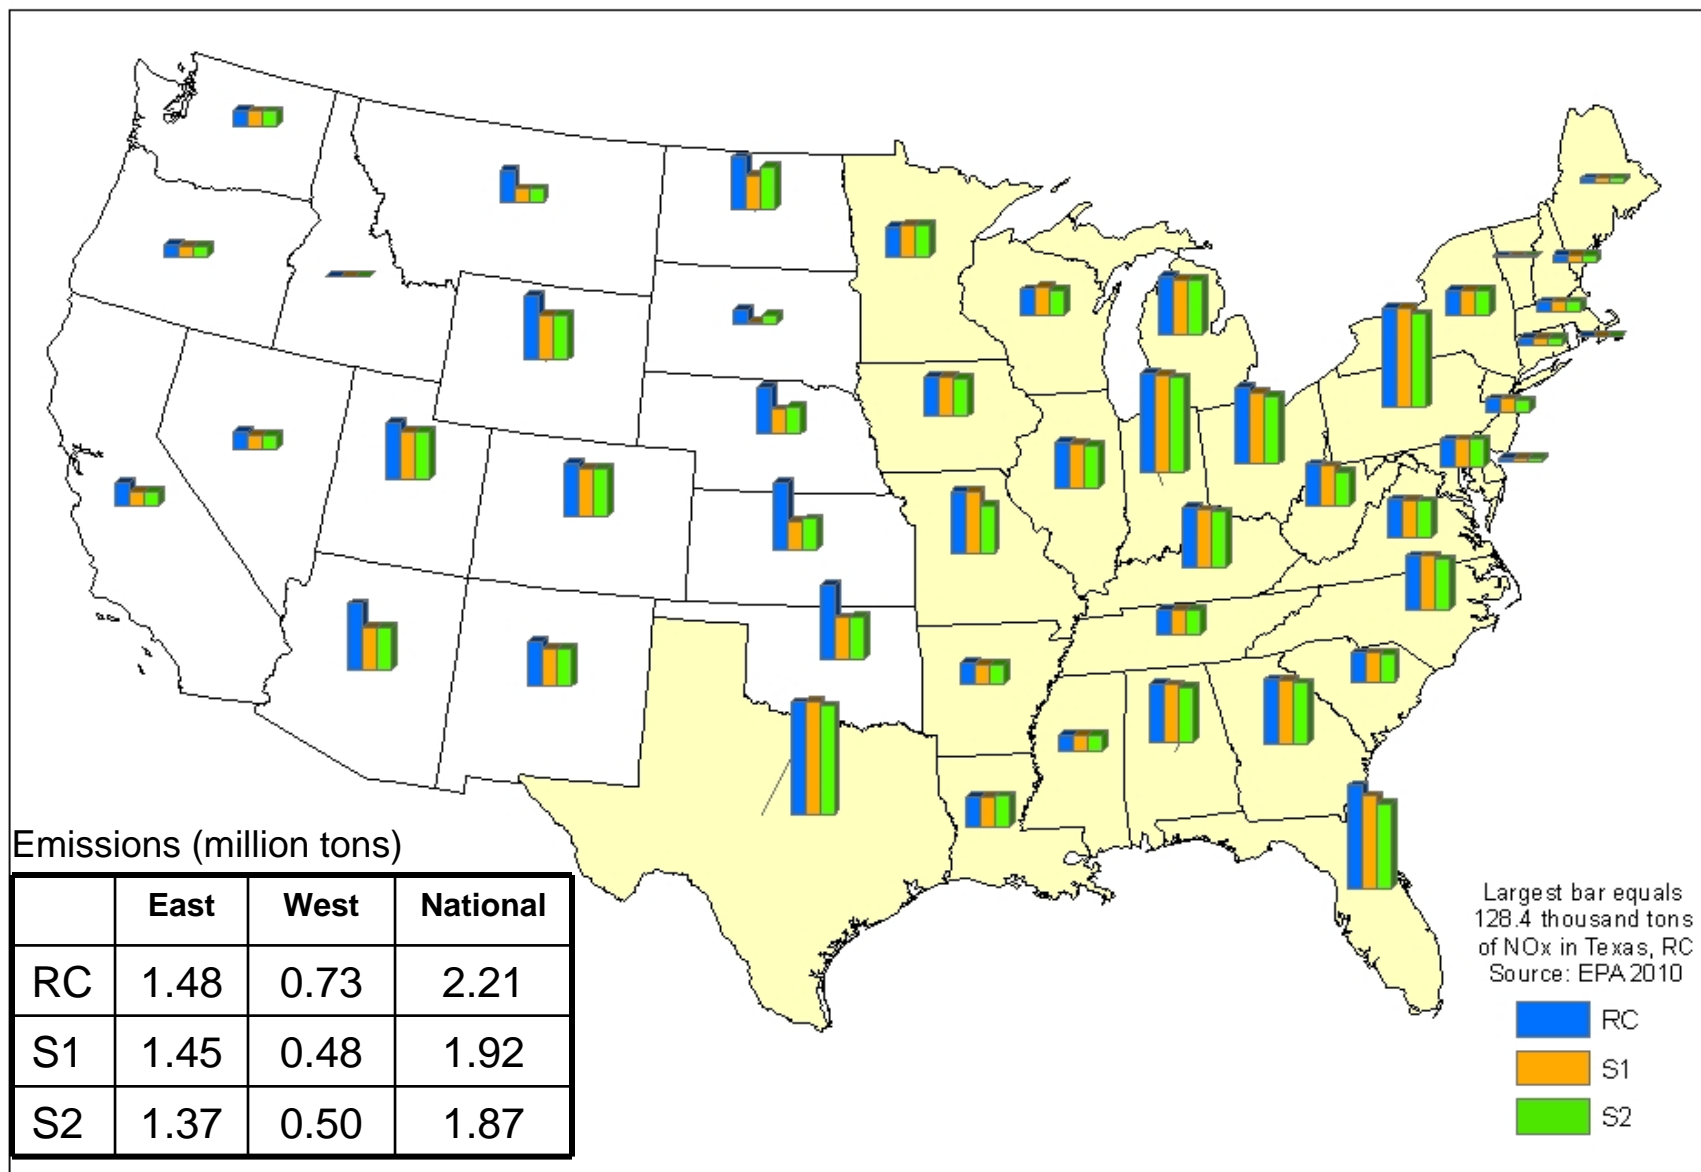 Emissions (million tons)
East West National
RC 1.48 0.73 2.21
S1 1.45 0.48 1.92
S2 1.37 0.50 1.87
Largest bar equals
128.4 thousand tons
of NOx in Texas, RC
Source: EPA 2010
RC
S1
S2